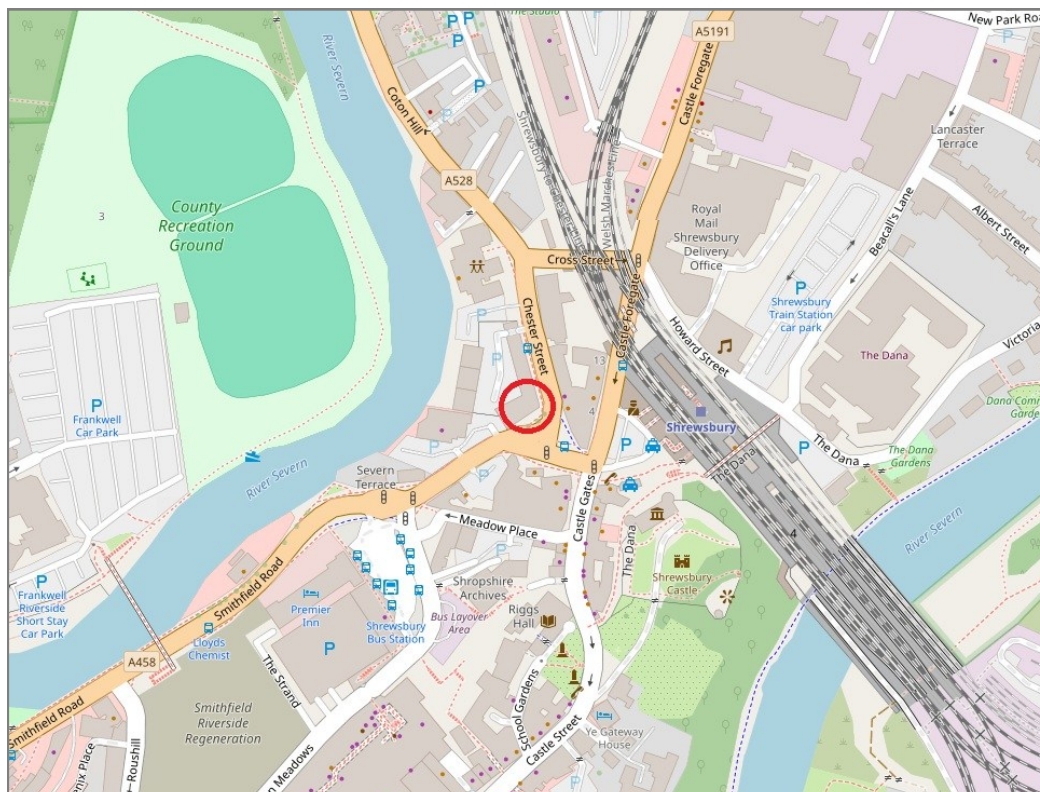 New Park Roa
A5191
River Severn
The Stable
Coton Hill
Castle Foregate
Lancaster
Terrace
A528
Shrewsbury to Chester Line
Welsh Marches Line
Albert Street
Beacall's Lane
County
Recreation
Ground
3
Royal
Mail
Shrewsbury
Delivery
Office
Cross Street
Shrewsbury
Train Station
car park
Chester Street
Castle Foregate
Howard Street
Victoria
The Dana
13
4
Frankwell
Car Park
Shrewsbury
Dana Comm
Garden
The Dana
The Dana
Gardens
The Dana
River Severn
Severn
Terrace
Castle Gates
Meadow Place
River Severn
4
The Dana
Smithfield Road
Shropshire
Archives
Shrewsbury
Castle
Frankwell
Riverside
Short Stay
Car Park
Premier
Inn
Riggs
Hall
Bus Layover
Area
Shrewsbury
Bus Station
Lloyds
Chemist
A458
The Strand
School Gardens
Smithfield Road
Smithfield
Riverside
Regeneration
Castle Street
Ye Gateway
House
Roushill
enix Place
n Meadows
P
P
P
P
P
P
P
P
P
P
P
P
P